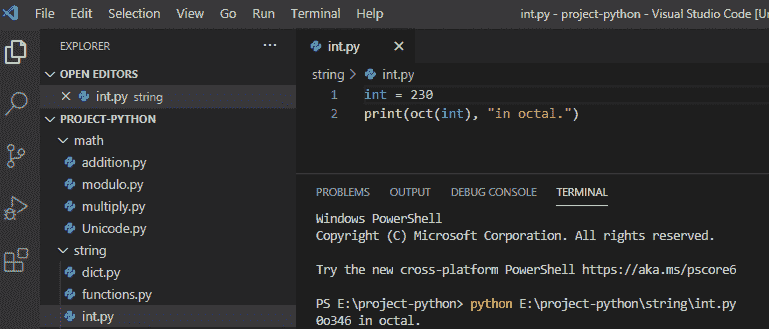 File Edit Selection View Go Run Terminal Help int.py - project-python - Visual Studio Code [Un
EXPLORER
OPEN EDITORS
int.py string
PROJECT-PYTHON
math
addition.py
modulo.py
multiply.py
Unicode.py
string
dict.py
functions.py
int.py
int.py
string > int.py
1 int = 230
2 print(oct(int), "in octal.")
PROBLEMS OUTPUT DEBUG CONSOLE TERMINAL
Windows PowerShell
Copyright (C) Microsoft Corporation. All rights reserved.
Try the new cross-platform PowerShell https://aka.ms/pscore6
PS E:\project-python> python E:\project-python\string\int.py
0o346 in octal.